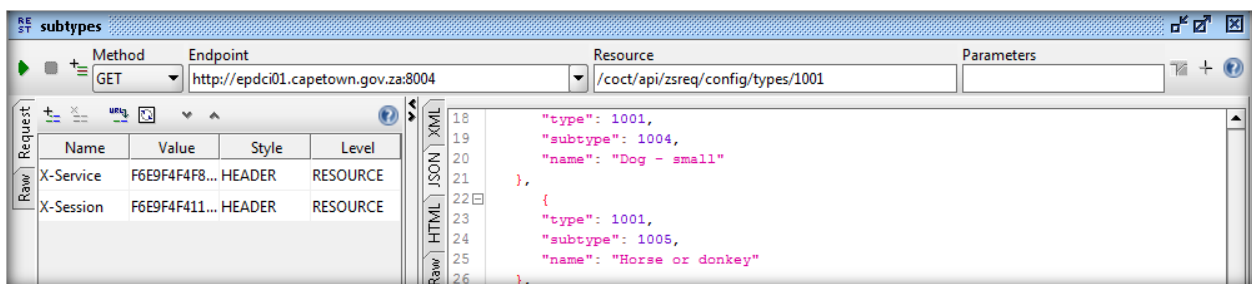 REST subtypes
Method Endpoint Resource Parameters
GET http://epdci01.capetown.gov.za:8004 /coct/api/zsreq/config/types/1001
Request
Raw
Name Value Style Level
X-Service F6E9F4F4F8... HEADER RESOURCE
X-Session F6E9F4F411... HEADER RESOURCE
XML
JSON
HTML
Raw
18 "type": 1001,
19 "subtype": 1004,
20 "name": "Dog - small"
21 },
22 {
23 "type": 1001,
24 "subtype": 1005,
25 "name": "Horse or donkey"
26 },